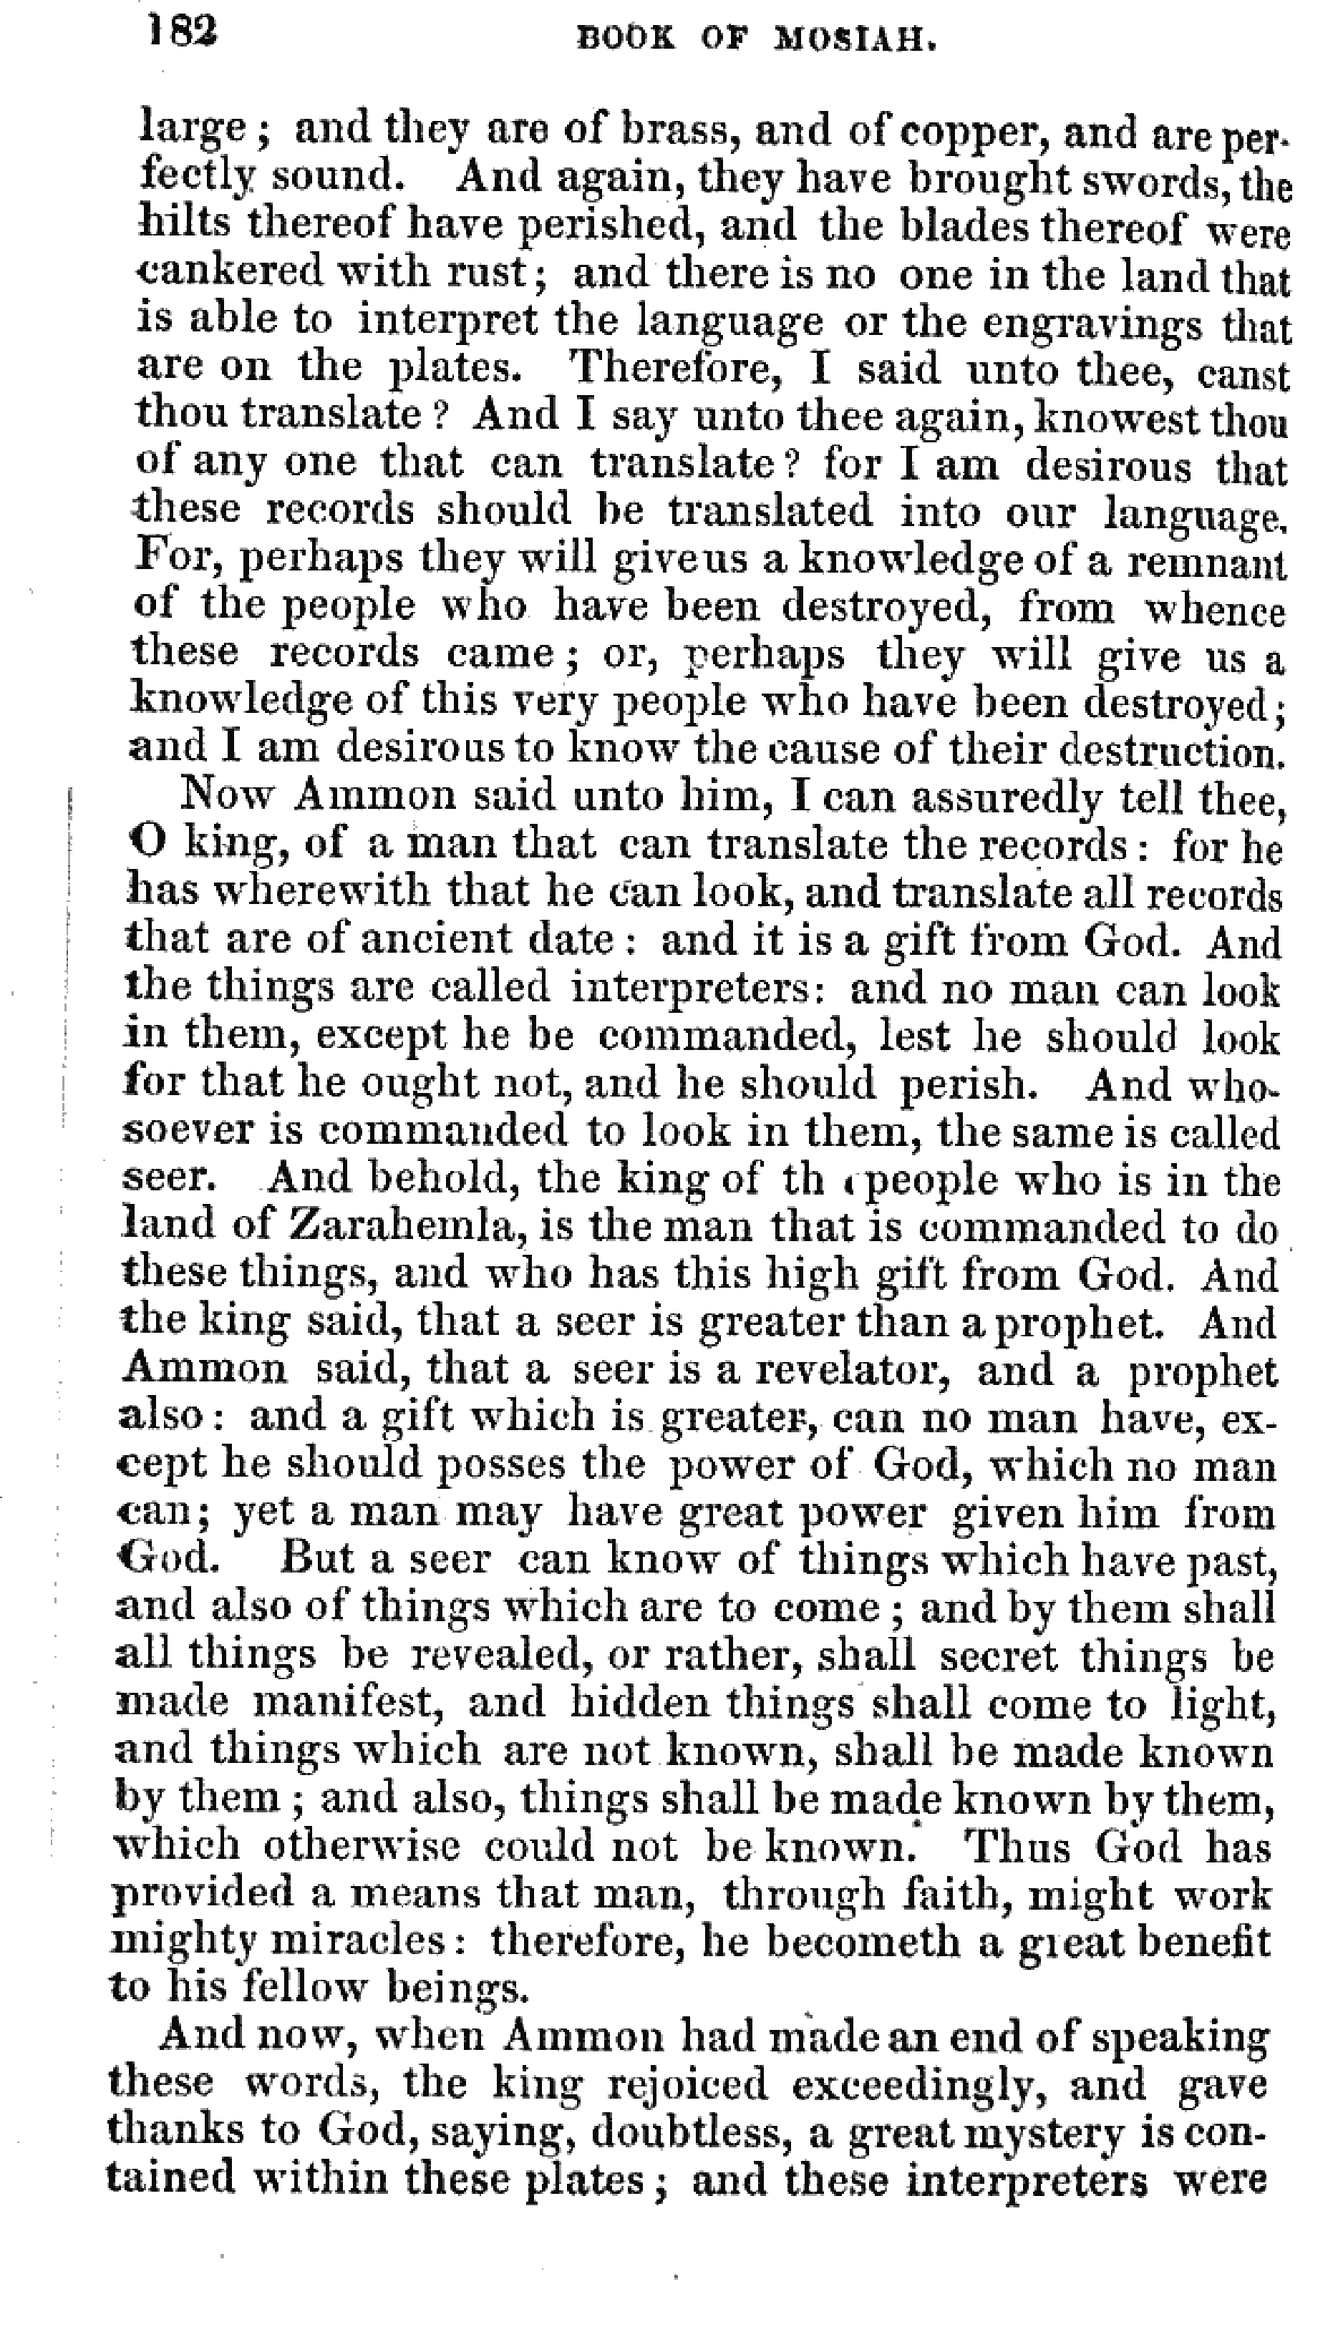 182 BOOK OF MOSIAH.
large; and they are of brass, and of copper, and are per-
fectly sound. And again, they have brought swords, the
hilts thereof have perished, and the blades thereof were
cankered with rust; and there is no one in the land that
is able to interpret the language or the engravings that
are on the plates. Therefore, I said unto thee, canst
thou translate? And I say unto thee again, knowest thou
of any one that can translate? for I am desirous that
these records should be translated into our language.
For, perhaps they will give us a knowledge of a remnant
of the people who have been destroyed, from whence
these records came; or, perhaps they will give us a
knowledge of this very people who have been destroyed;
and I am desirous to know the cause of their destruction.
Now Ammon said unto him, I can assuredly tell thee,
O king, of a man that can translate the records: for he
has wherewith that he can look, and translate all records
that are of ancient date: and it is a gift from God. And
the things are called interpreters: and no man can look
in them, except he be commanded, lest he should look
for that he ought not, and he should perish. And who-
soever is commanded to look in them, the same is called
seer. And behold, the king of th people who is in the
land of Zarahemla, is the man that is commanded to do
these things, and who has this high gift from God. And
the king said, that a seer is greater than a prophet. And
Ammon said, that a seer is a revelator, and a prophet
also: and a gift which is greater, can no man have, ex-
cept he should posses the power of God, which no man
can; yet a man may have great power given him from
God. But a seer can know of things which have past,
and also of things which are to come; and by them shall
all things be revealed, or rather, shall secret things be
made manifest, and hidden things shall come to light,
and things which are not known, shall be made known
by them; and also, things shall be made known by them,
which otherwise could not be known. Thus God has
provided a means that man, through faith, might work
mighty miracles: therefore, he becometh a great benefit
to his fellow beings.
And now, when Ammon had made an end of speaking
these words, the king rejoiced exceedingly, and gave
thanks to God, saying, doubtless, a great mystery is con-
tained within these plates; and these interpreters were